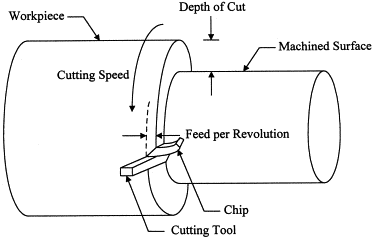 Workpiece
Depth of Cut
Machined Surface
Cutting Speed
Feed per Revolution
Chip
Cutting Tool